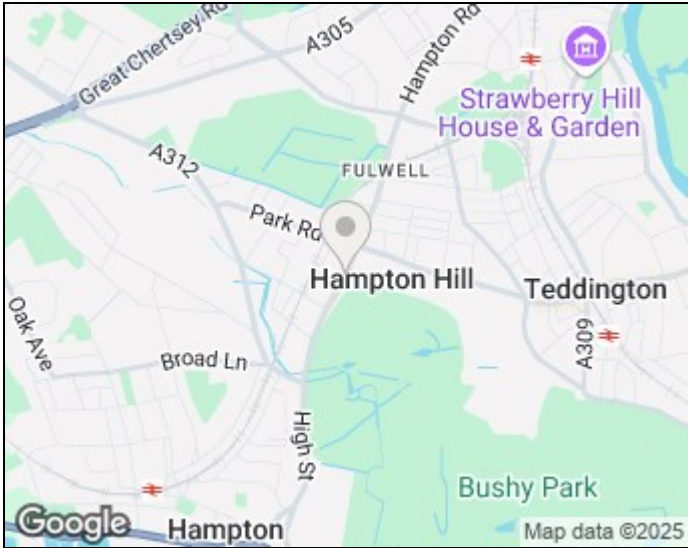 Great Chertsey Rd
A305
Hampton Rd
Strawberry Hill
House & Garden
A312
FULWELL
Park Rd
Hampton Hill
Teddington
Oak Ave
Broad Ln
A309
High St
Bushy Park
Google
Hampton
Map data ©2025